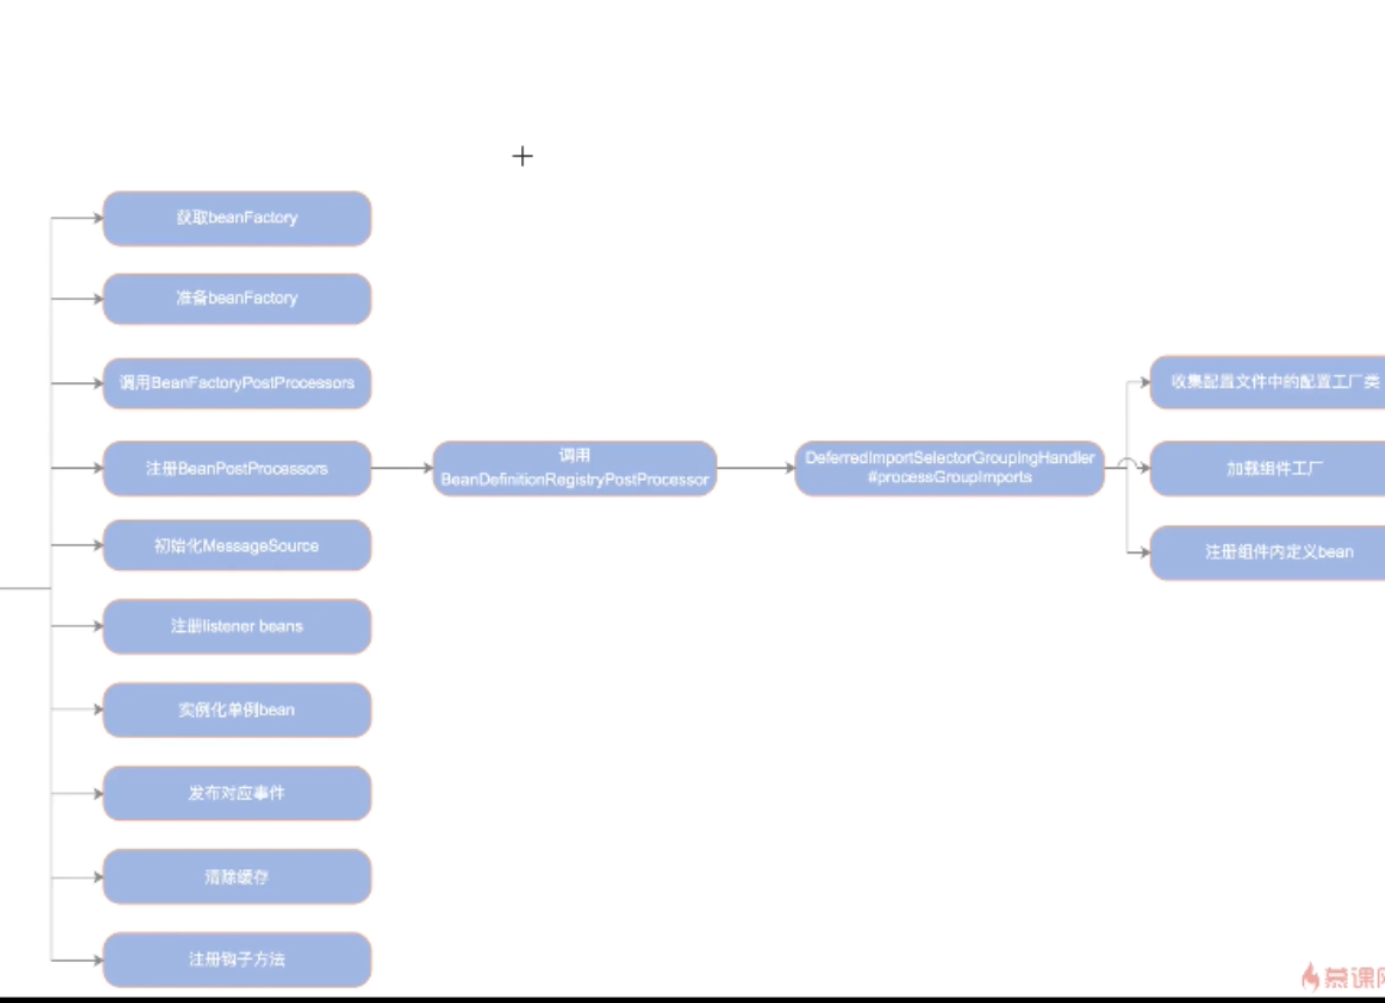 获取beanFactory
准备beanFactory
调用BeanFactoryPostProcessors
注册BeanPostProcessors
调用
BeanDefinitionRegistryPostProcessor
DeferredImportSelectorGroupingHandler
#processGroupImports
收集配置文件中的配置工厂类
加载组件工厂
注册组件内定义bean
初始化MessageSource
注册listener beans
实例化单例bean
发布对应事件
清除缓存
注册钩子方法
慕课网